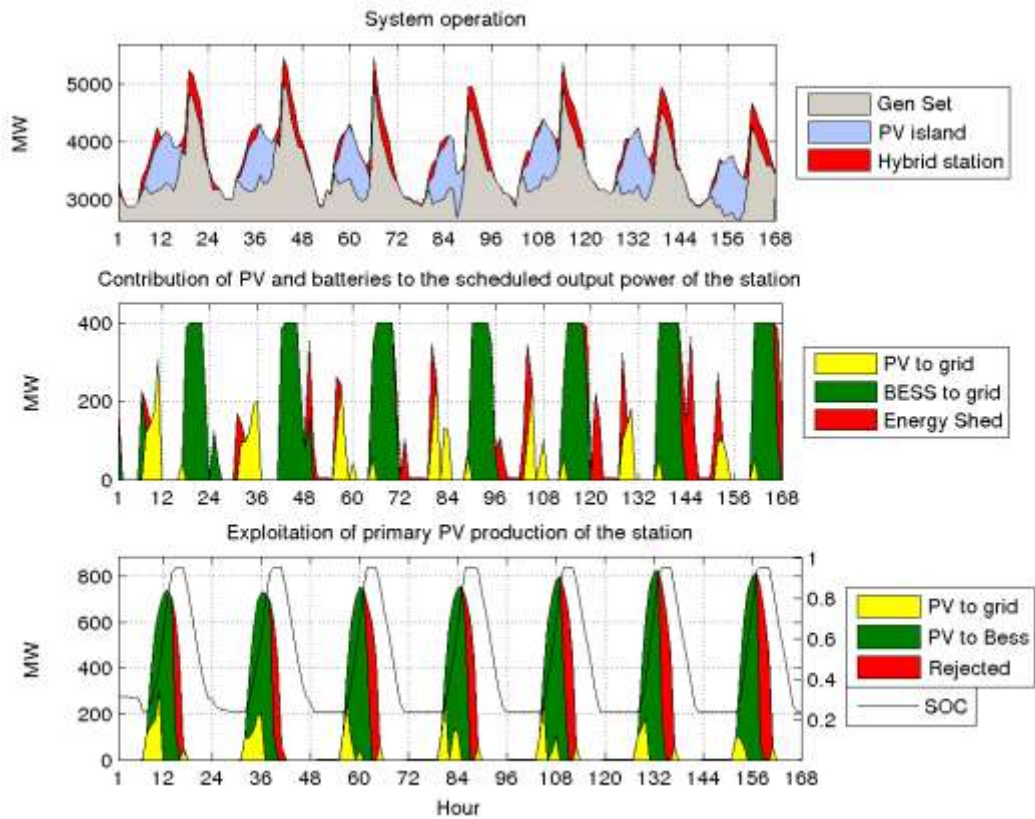 System operation
MW
5000
4000
3000
1 12 24 36 48 60 72 84 96 108 120 132 144 156 168
Gen Set
PV island
Hybrid station
Contribution of PV and batteries to the scheduled output power of the station
MW
400
200
0
1 12 24 36 48 60 72 84 96 108 120 132 144 156 168
PV to grid
BESS to grid
Energy Shed
Exploitation of primary PV production of the station
MW
800
600
400
200
0
1
0.8
0.6
0.4
0.2
1 12 24 36 48 60 72 84 96 108 120 132 144 156 168
Hour
PV to grid
PV to Bess
Rejected
SOC